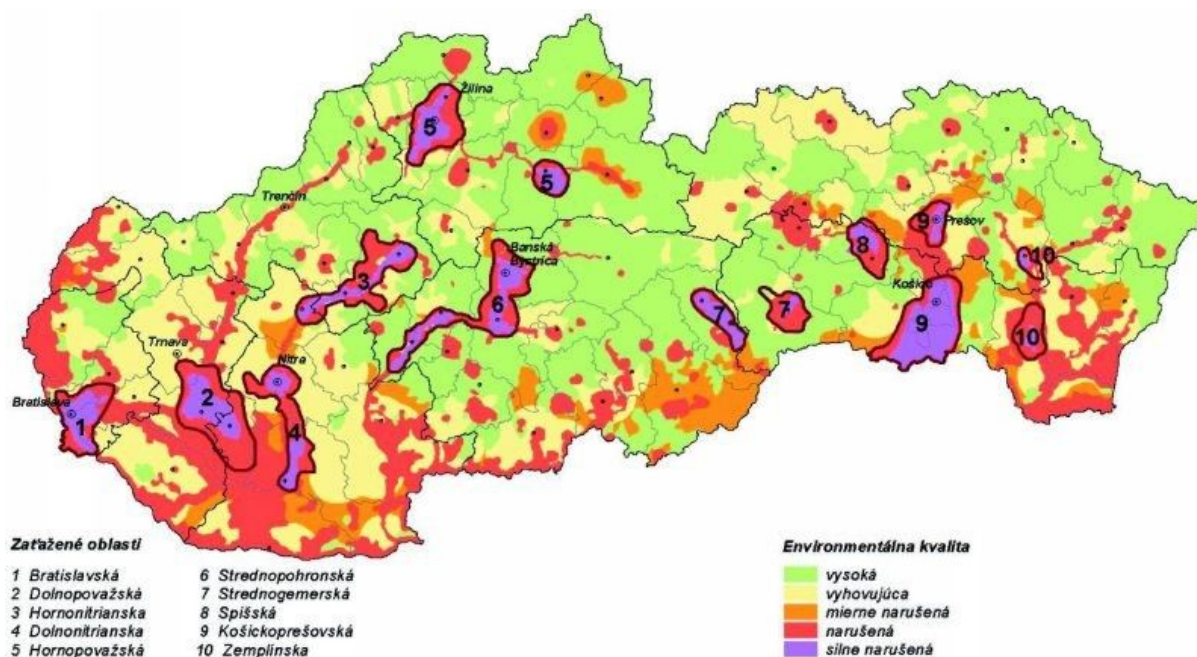 Žilina
5
5
Trenčín
Prešov
9
8
10
Banská
Bystrica
3
Košice
6
7
7
9
10
Trnava
Nitra
Bratislava
2
1
4
Zaťažené oblasti
1 Bratislavská
2 Dolnopovažská
3 Hornonitrianska
4 Dolnonitrianska
5 Hornopovažská
6 Strednopohronská
7 Strednogemerská
8 Spišská
9 Košickoprešovská
10 Zemplínska
Environmentálna kvalita
vysoká
vyhovujúca
mierne narušená
narušená
silne narušená